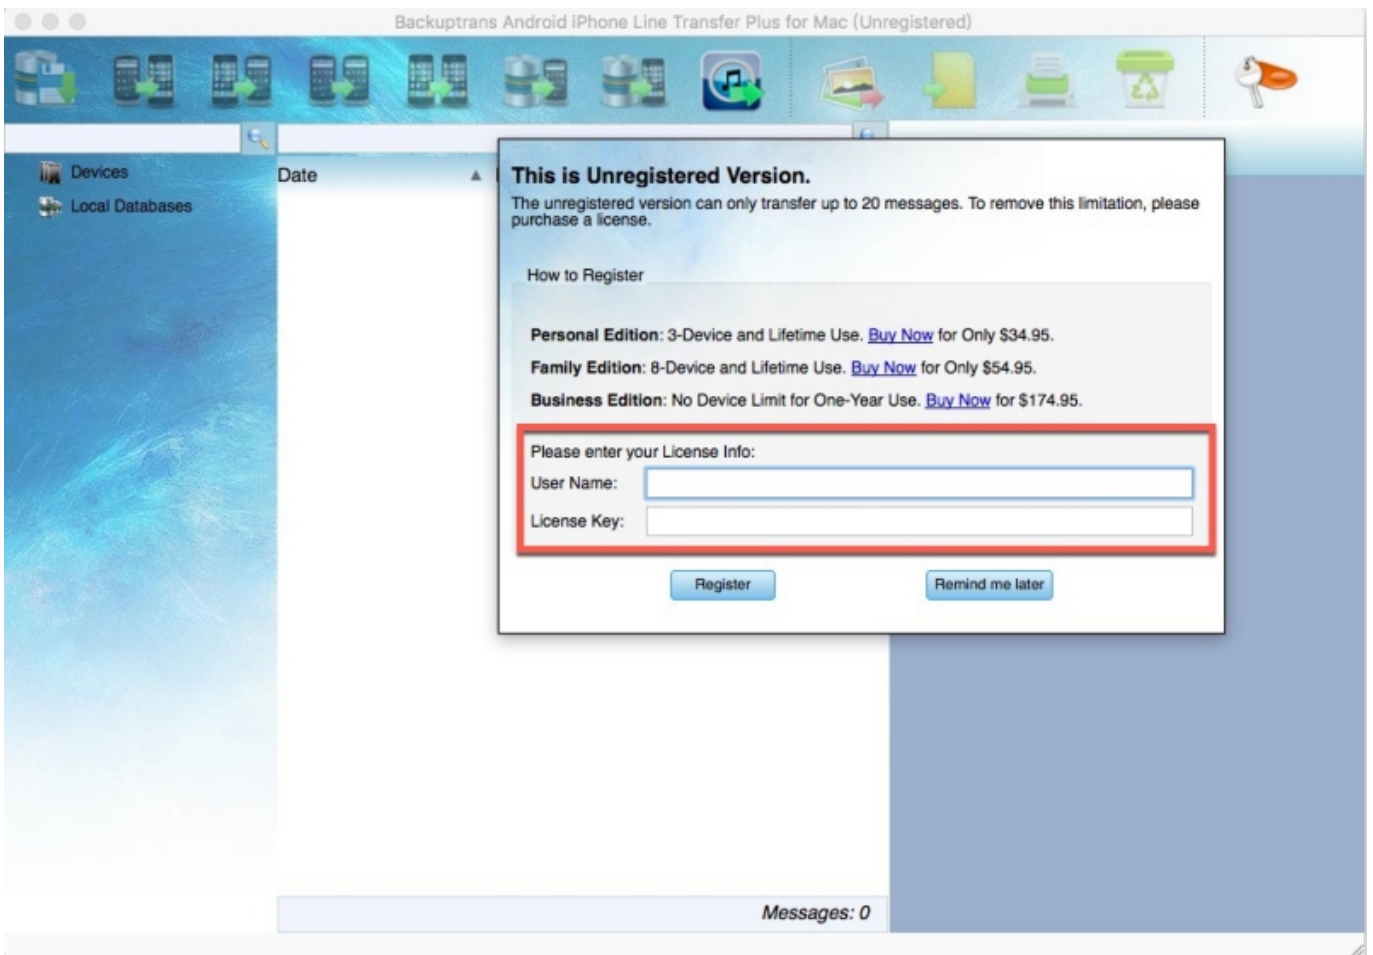 Backuptrans Android iPhone Line Transfer Plus for Mac (Unregistered)
Devices
Local Databases
Date
This is Unregistered Version.
The unregistered version can only transfer up to 20 messages. To remove this limitation, please
purchase a license.
How to Register
Personal Edition: 3-Device and Lifetime Use. Buy Now for Only $34.95.
Family Edition: 8-Device and Lifetime Use. Buy Now for Only $54.95.
Business Edition: No Device Limit for One-Year Use. Buy Now for $174.95.
Please enter your License Info:
User Name:
License Key:
Register
Remind me later
Messages: 0